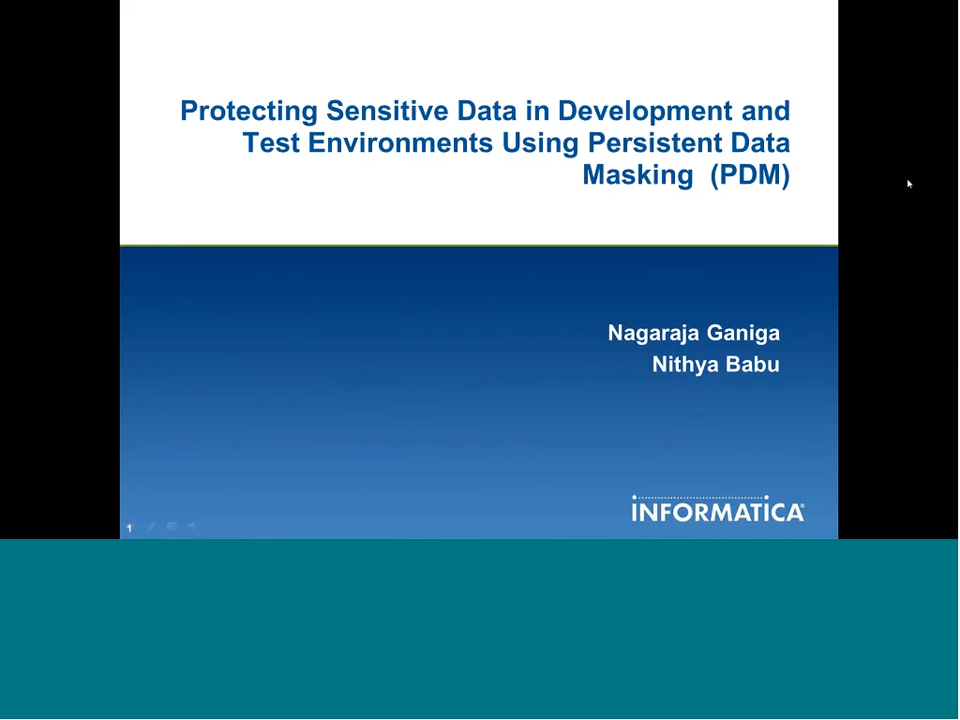 Protecting Sensitive Data in Development and
Test Environments Using Persistent Data
Masking (PDM)
Nagaraja Ganiga
Nithya Babu
INFORMATICA®
1